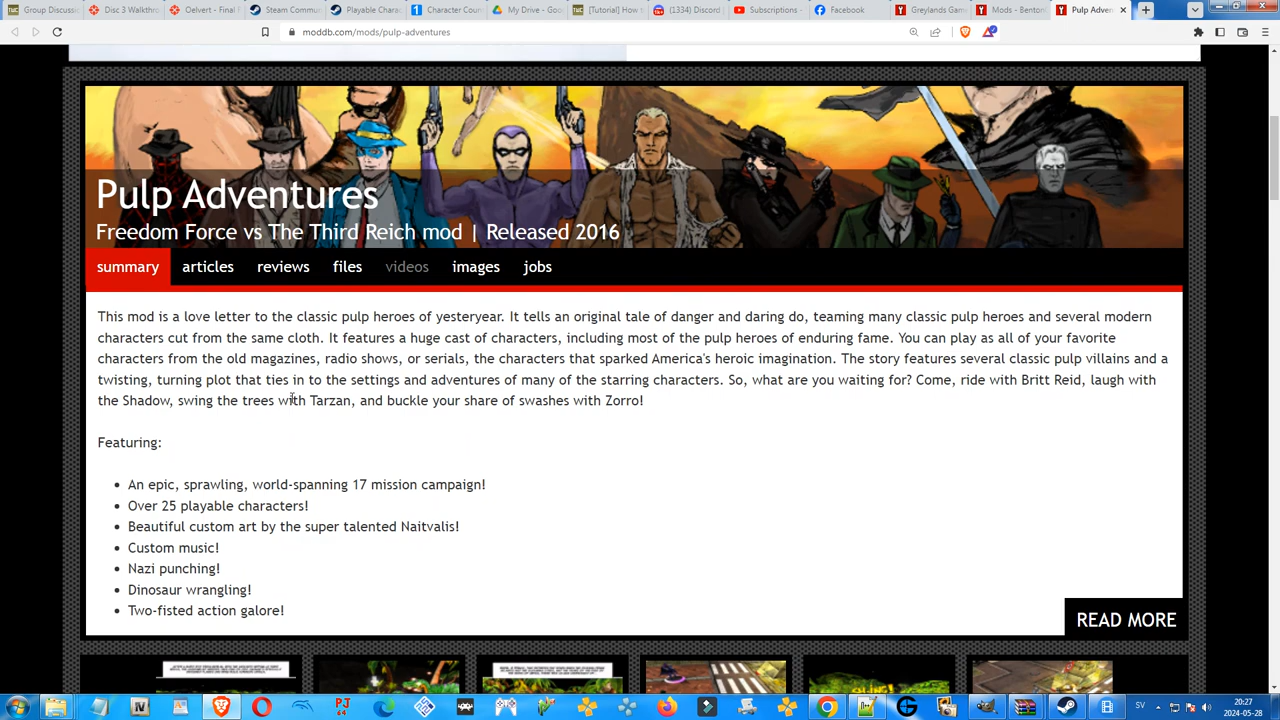 Group Discussi
Disc 3 Walkthro
Oelvert - Final F
Steam Commu
Playable Charac
Character Coun
My Drive - Goo
[Tutorial] How t
(1334) Discord |
Subscriptions -
Facebook
Greylands Gam
Mods - Benton
Pulp Adven
moddb.com/mods/pulp-adventures
Pulp Adventures
Freedom Force vs The Third Reich mod | Released 2016
summary articles reviews files videos images jobs
This mod is a love letter to the classic pulp heroes of yesteryear. It tells an original tale of danger and daring do, teaming many classic pulp heroes and several modern
characters cut from the same cloth. It features a huge cast of characters, including most of the pulp heroes of enduring fame. You can play as all of your favorite
characters from the old magazines, radio shows, or serials, the characters that sparked America's heroic imagination. The story features several classic pulp villains and a
twisting, turning plot that ties in to the settings and adventures of many of the starring characters. So, what are you waiting for? Come, ride with Britt Reid, laugh with
the Shadow, swing the trees with Tarzan, and buckle your share of swashes with Zorro!
Featuring:
• An epic, sprawling, world-spanning 17 mission campaign!
• Over 25 playable characters!
• Beautiful custom art by the super talented Naitvalis!
• Custom music!
• Nazi punching!
• Dinosaur wrangling!
• Two-fisted action galore!
READ MORE
SV
20:27
2024-05-28